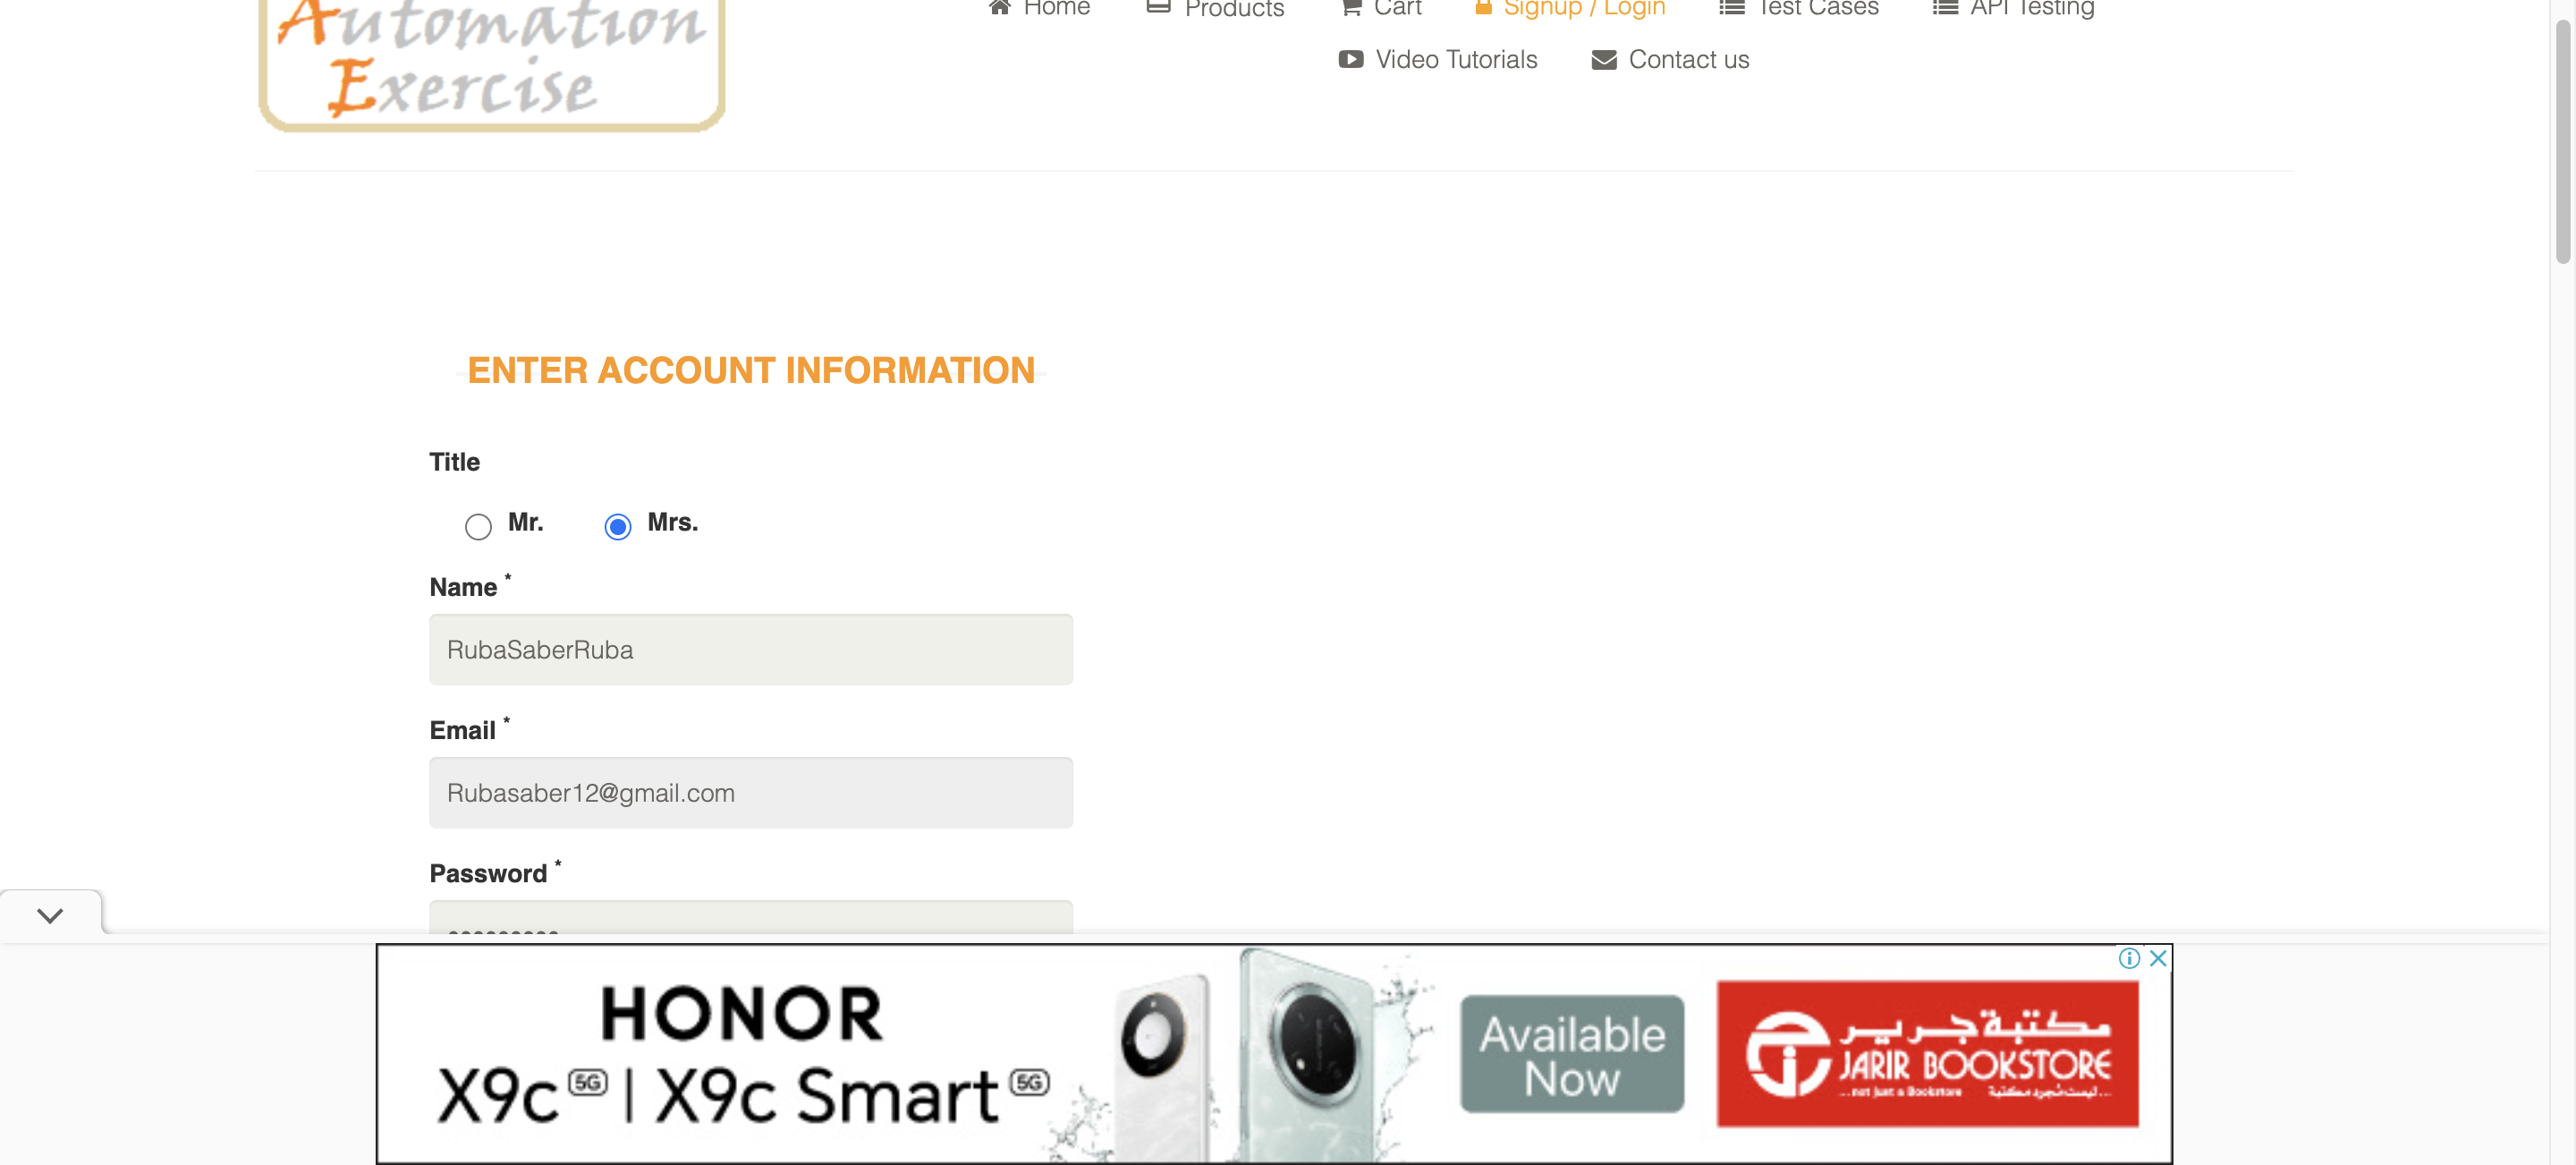 Automation
Exercise
Home
Products
Cart
Signup / Login
Test Cases
API Testing
Video Tutorials
Contact us
ENTER ACCOUNT INFORMATION
Title
Mr.
Mrs.
Name *
RubaSaberRuba
Email *
Rubasaber12@gmail.com
Password *
HONOR
X9c 5G | X9c Smart 5G
Available
Now
مكتبة جرير
JARIR BOOKSTORE
...not just a Bookstore
ليست مجرد مكتبة...